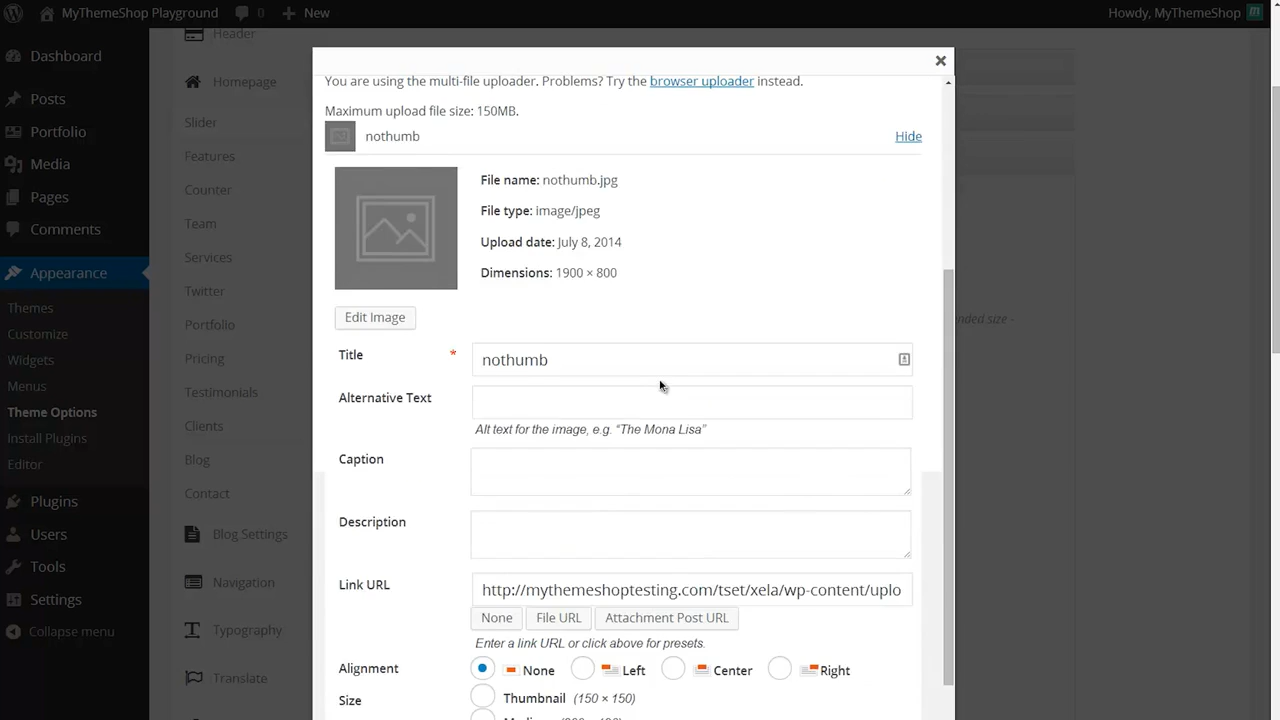 MyThemeShop Playground 0 New Howdy, MyThemeShop
Dashboard
Posts
Portfolio
Media
Pages
Comments
Appearance
Themes
Customize
Widgets
Menus
Theme Options
Install Plugins
Editor
Plugins
Users
Tools
Settings
Collapse menu
Header
Homepage
Slider
Features
Counter
Team
Services
Twitter
Portfolio
Pricing
Testimonials
Clients
Blog
Contact
Blog Settings
Navigation
Typography
Translate
You are using the multi-file uploader. Problems? Try the browser uploader instead.
Maximum upload file size: 150MB.
nothumb Hide
File name: nothumb.jpg
File type: image/jpeg
Upload date: July 8, 2014
Dimensions: 1900 × 800
Edit Image
Title * nothumb
Alternative Text
Alt text for the image, e.g. “The Mona Lisa”
Caption
Description
Link URL http://mythemeshoptesting.com/tset/xela/wp-content/uplo
None File URL Attachment Post URL
Enter a link URL or click above for presets.
Alignment None Left Center Right
Size Thumbnail (150 × 150)
size -